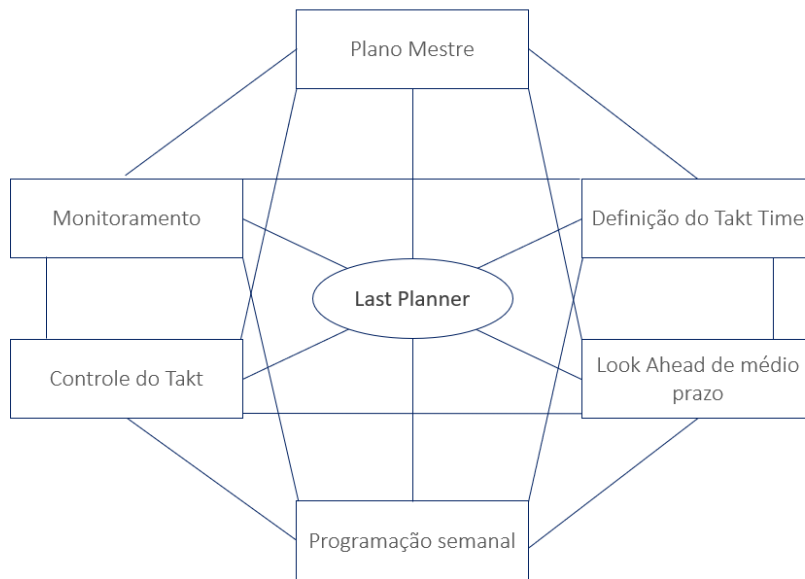 Plano Mestre
Monitoramento
Definição do Takt Time
Last Planner
Controle do Takt
Look Ahead de médio
prazo
Programação semanal